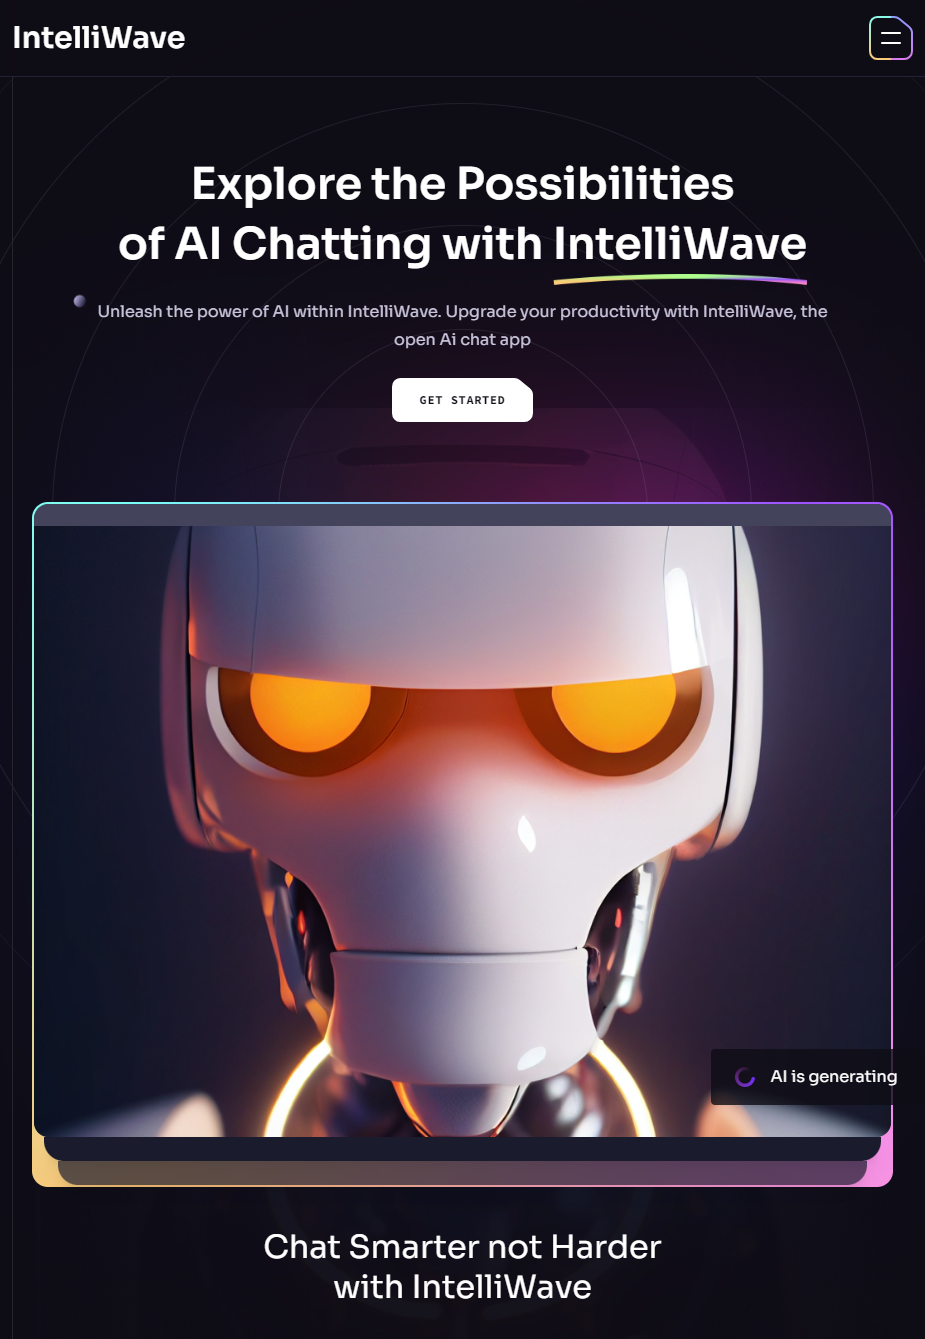 IntelliWave
Explore the Possibilities
of AI Chatting with IntelliWave
Unleash the power of AI within IntelliWave. Upgrade your productivity with IntelliWave, the
open Ai chat app
GET STARTED
AI is generating
Chat Smarter not Harder
with IntelliWave